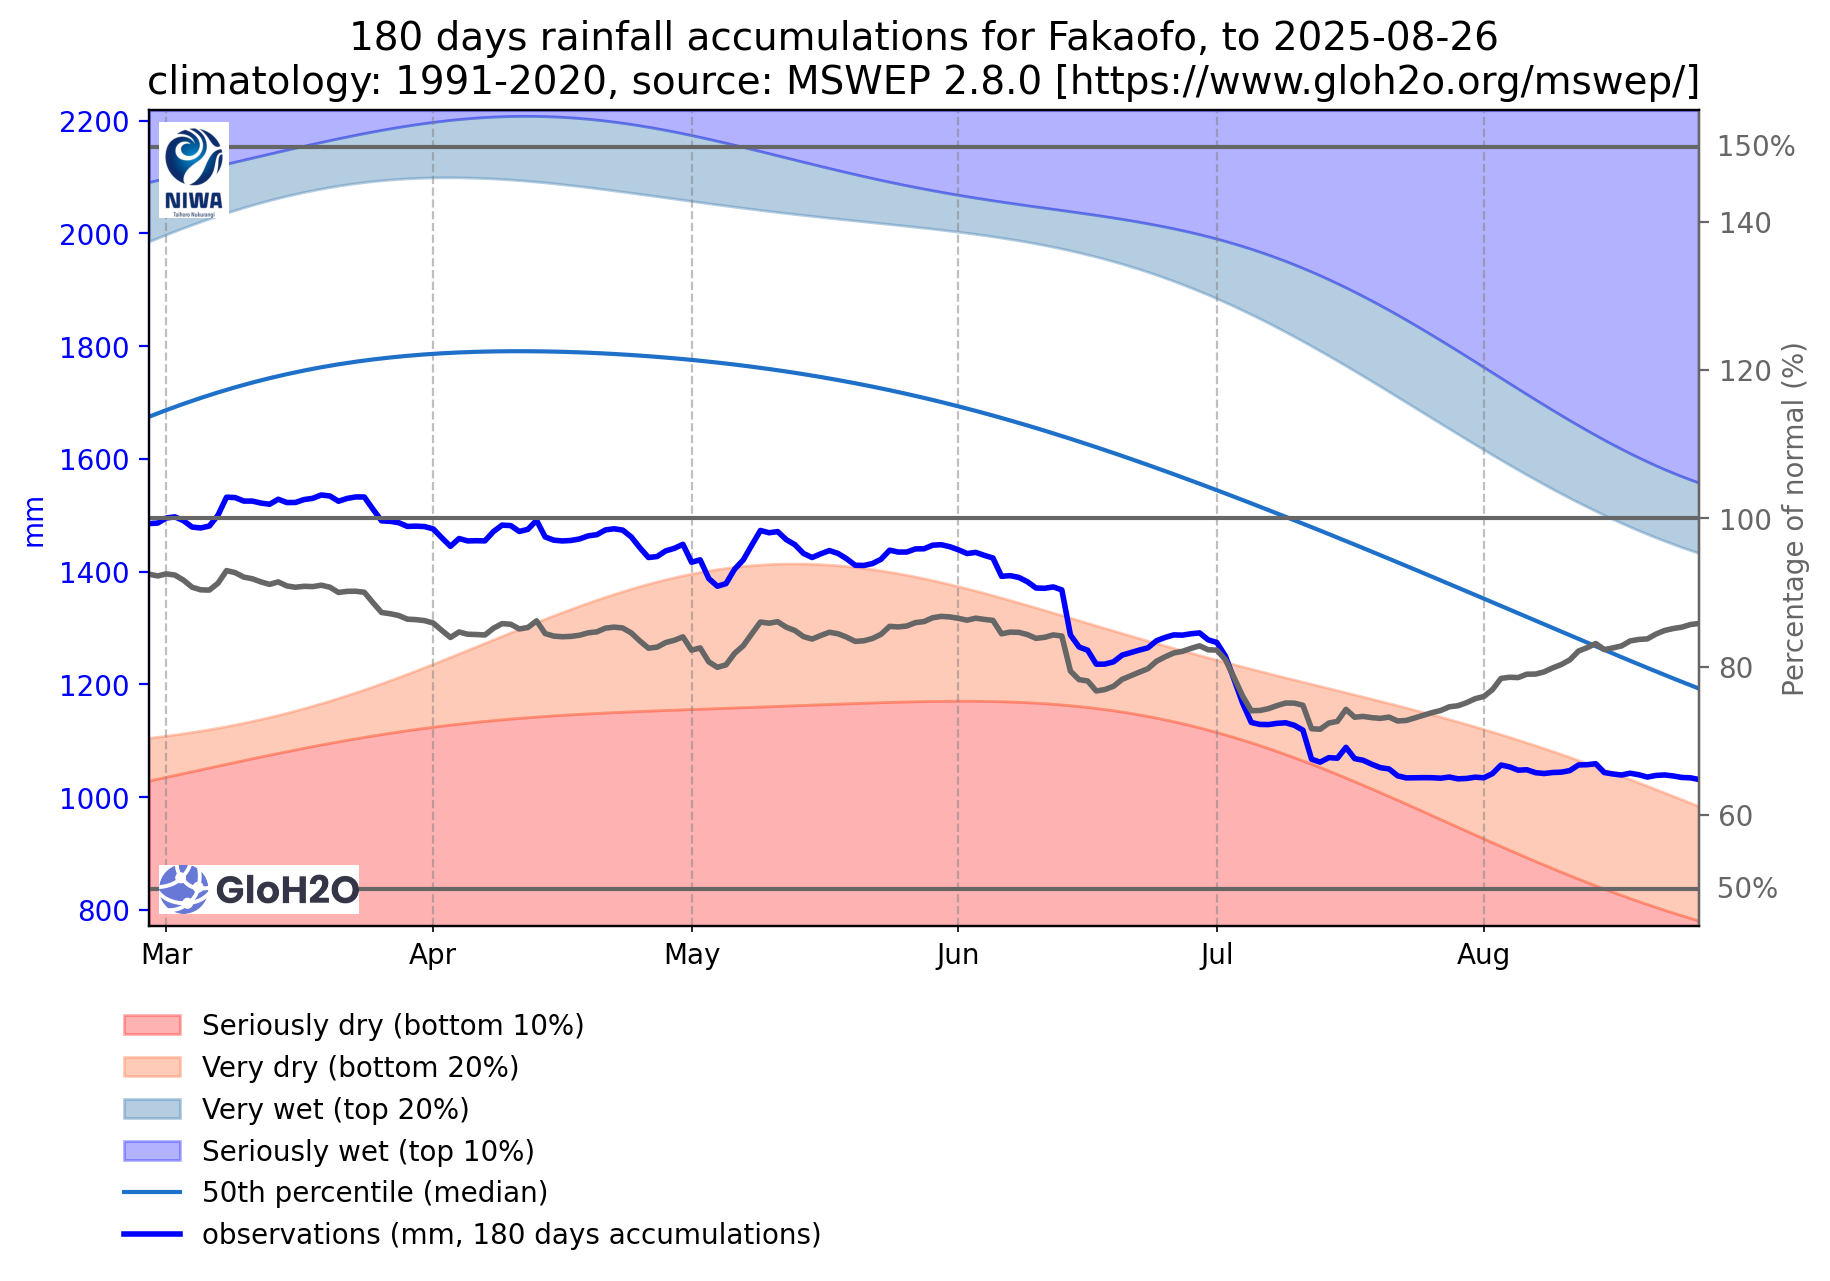 180 days rainfall accumulations for Fakaofo, to 2025-08-26
climatology: 1991-2020, source: MSWEP 2.8.0 [https://www.gloh2o.org/mswep/]
2200
2000
1800
1600
1400
1200
1000
800
mm
NIWA
Taihoro Nukurangi
GloH2O
150%
140
120
100
80
60
50%
Percentage of normal (%)
Mar
Apr
May
Jun
Jul
Aug
Seriously dry (bottom 10%)
Very dry (bottom 20%)
Very wet (top 20%)
Seriously wet (top 10%)
50th percentile (median)
observations (mm, 180 days accumulations)